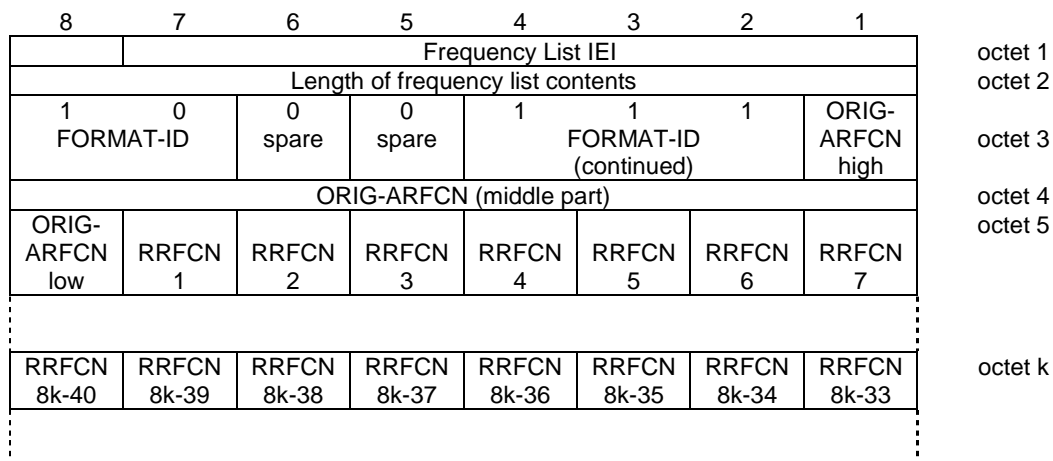 8 7 6 5 4 3 2 1
Frequency List IEI octet 1
Length of frequency list contents octet 2
1 0 0 0 1 1 1 ORIG-
FORMAT-ID spare spare FORMAT-ID ARFCN octet 3
(continued) high
ORIG-ARFCN (middle part) octet 4
ORIG- octet 5
ARFCN RRFCN RRFCN RRFCN RRFCN RRFCN RRFCN RRFCN
low 1 2 3 4 5 6 7
RRFCN RRFCN RRFCN RRFCN RRFCN RRFCN RRFCN RRFCN octet k
8k-40 8k-39 8k-38 8k-37 8k-36 8k-35 8k-34 8k-33